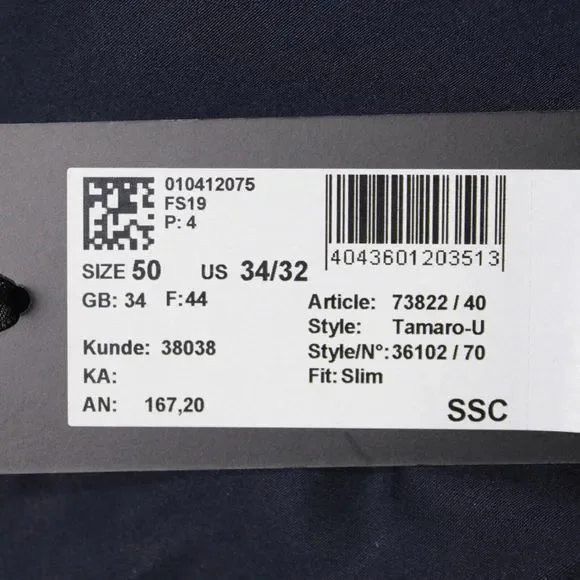 010412075
FS19
P: 4
4043601203513
SIZE 50 US 34/32
GB: 34 F: 44
Article: 73822 / 40
Style: Tamaro-U
Kunde: 38038
Style/N°: 36102 / 70
KA:
Fit: Slim
AN: 167,20
SSC